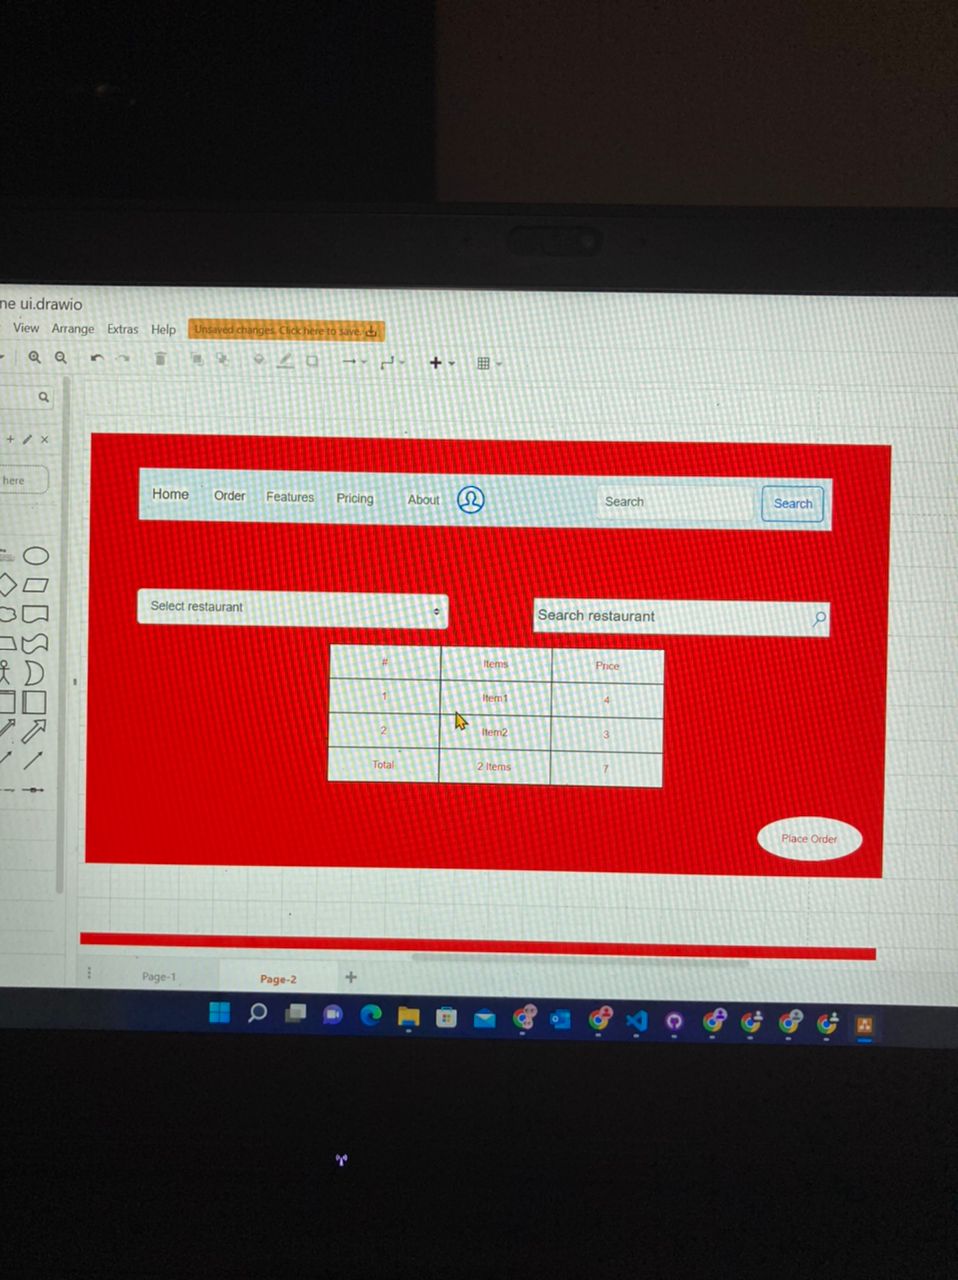 ne ui.drawio
View Arrange Extras Help Unsaved changes. Click here to save.
here
Home Order Features Pricing About Search Search
Select restaurant Search restaurant
# Items Price
1 Item1 4
2 Item2 3
Total 2 Items 7
Place Order
Page-1 Page-2